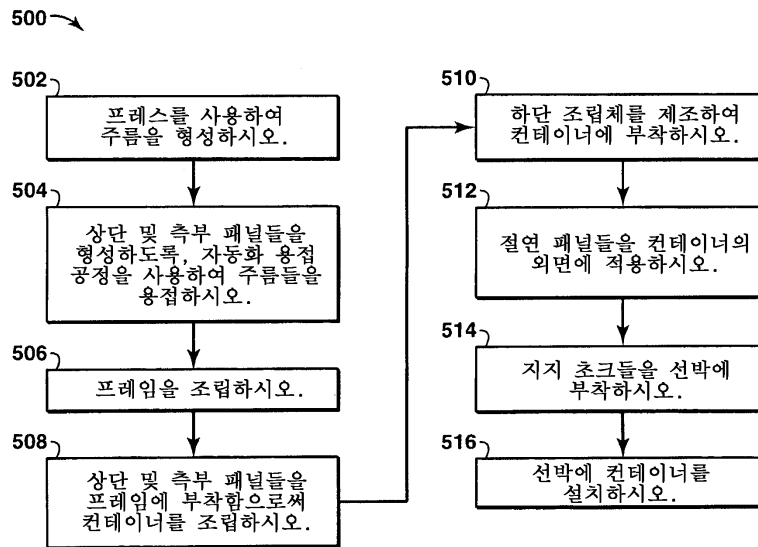 500
502
프레스를 사용하여
주름을 형성하시오.
504
상단 및 측부 패널들을
형성하도록, 자동화 용접
공정을 사용하여 주름들을
용접하시오.
506
프레임을 조립하시오.
508
상단 및 측부 패널들을
프레임에 부착함으로써
컨테이너를 조립하시오.
510
하단 조립체를 제조하여
컨테이너에 부착하시오.
512
절연 패널들을 컨테이너의
외면에 적용하시오.
514
지지 초크들을 선박에
부착하시오.
516
선박에 컨테이너를
설치하시오.